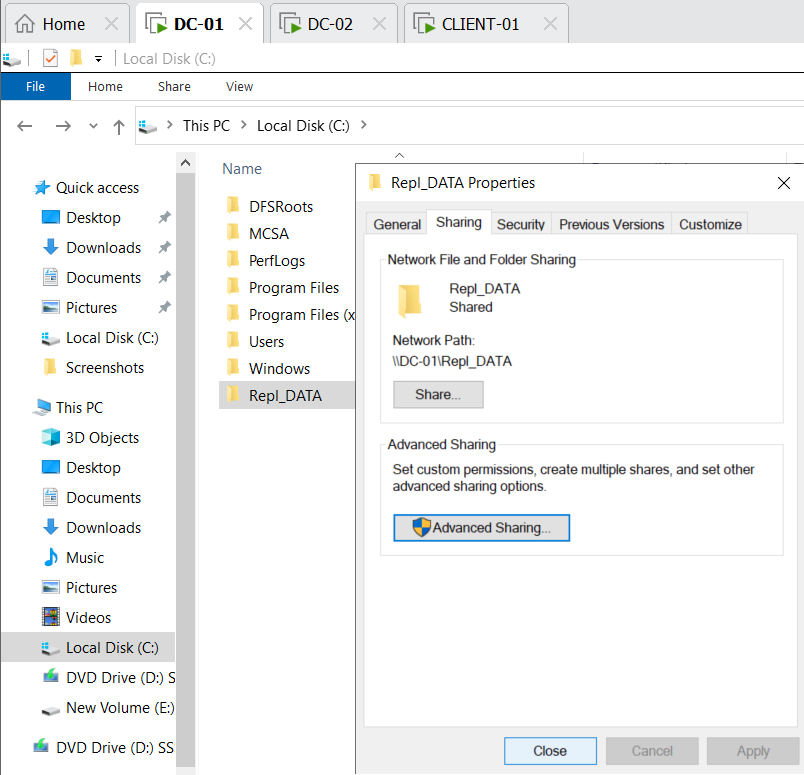 Home
DC-01
DC-02
CLIENT-01
Local Disk (C:)
File
Home
Share
View
This PC
Local Disk (C:)
Quick access
Desktop
Downloads
Documents
Pictures
Local Disk (C:)
Screenshots
This PC
3D Objects
Desktop
Documents
Downloads
Music
Pictures
Videos
Local Disk (C:)
DVD Drive (D:) S
New Volume (E:)
DVD Drive (D:) SS
Name
DFSRoots
MCSA
PerfLogs
Program Files
Program Files (x
Users
Windows
Repl_DATA
Repl_DATA Properties
General
Sharing
Security
Previous Versions
Customize
Network File and Folder Sharing
Repl_DATA
Shared
Network Path:
\\DC-01\Repl_DATA
Share...
Advanced Sharing
Set custom permissions, create multiple shares, and set other
advanced sharing options.
Advanced Sharing...
Close
Cancel
Apply